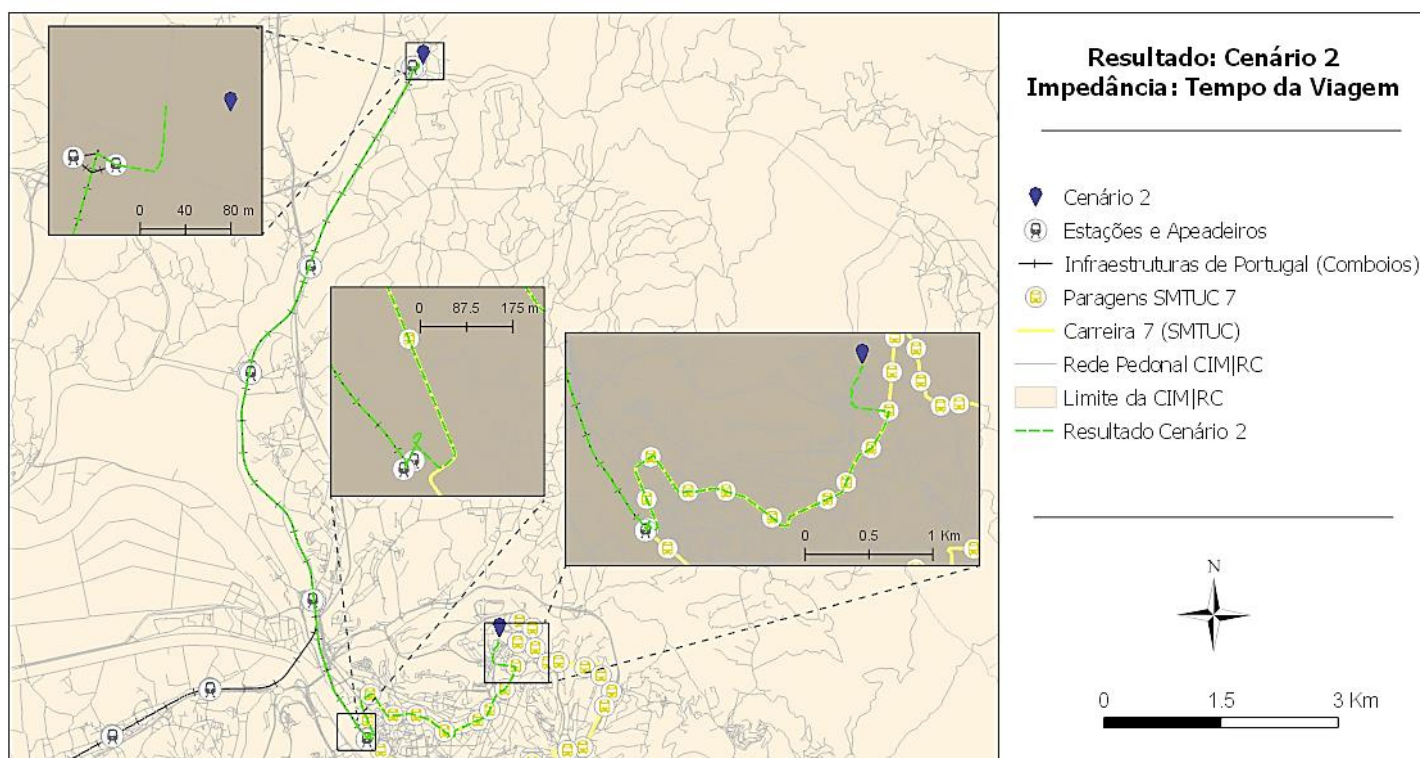 0 40 80 m
0 87.5 175 m
0 0.5 1 Km
Resultado: Cenário 2
Impedância: Tempo da Viagem
Cenário 2
Estações e Apeadeiros
Infraestruturas de Portugal (Comboios)
Paragens SMTUC 7
Carreira 7 (SMTUC)
Rede Pedonal CIM|RC
Limite da CIM|RC
Resultado Cenário 2
N
0 1.5 3 Km